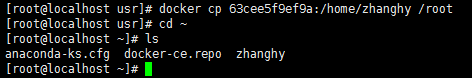 [root@localhost usr]# docker cp 63cee5f9ef9a:/home/zhanghy /root
[root@localhost usr]# cd ~
[root@localhost ~]# ls
anaconda-ks.cfg  docker-ce.repo  zhanghy
[root@localhost ~]#